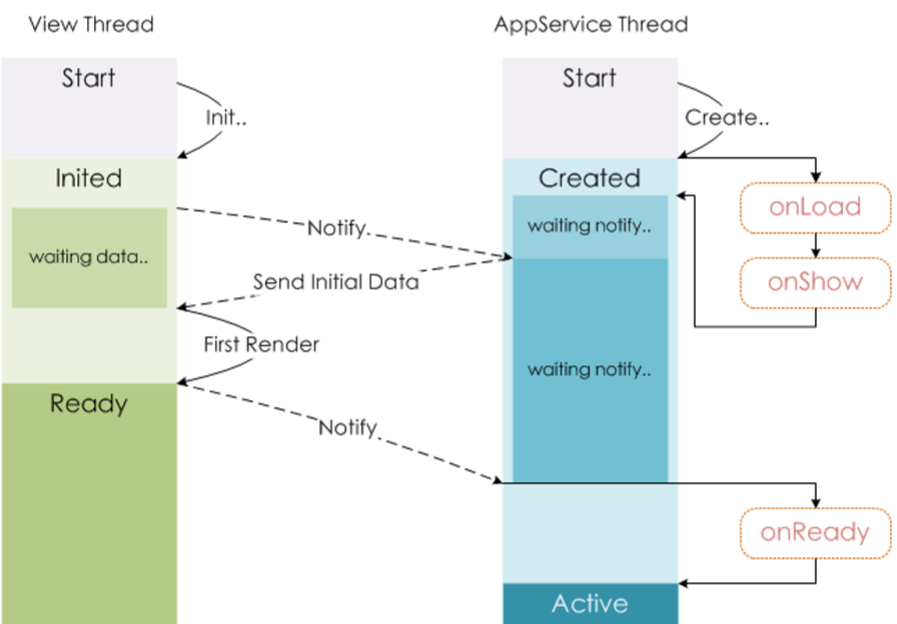 View Thread
AppService Thread
Start
Start
Init..
Create..
Inited
Created
onLoad
waiting notify..
Notify
waiting data..
Send Initial Data
onShow
First Render
waiting notify..
Ready
Notify
onReady
Active